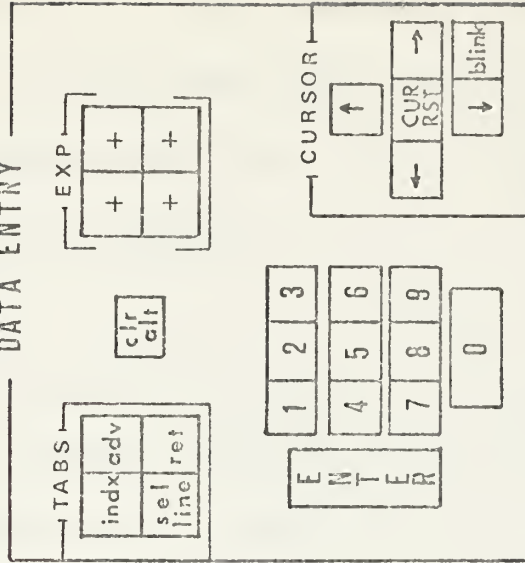 DATA ENTRY
TABS
indx adv
sel line ret
clr alt
EXP
+ +
+ +
ENTER
1 2 3
4 5 6
7 8 9
0
CURSOR
↑
← CUR RST →
↓ blink